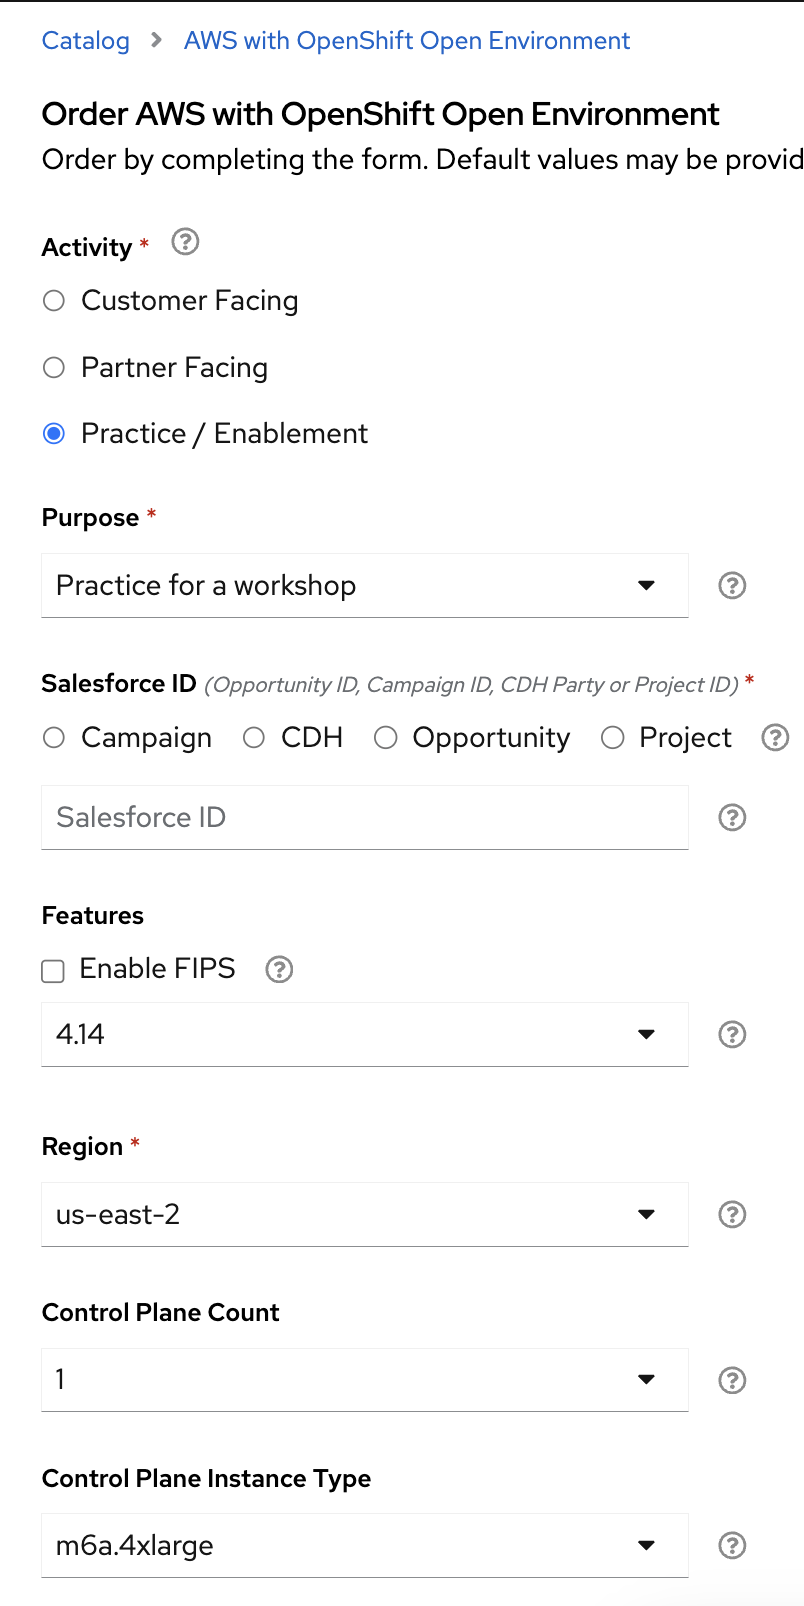 Catalog > AWS with OpenShift Open Environment
Order AWS with OpenShift Open Environment
Order by completing the form. Default values may be provid
Activity *
Customer Facing
Partner Facing
Practice / Enablement
Purpose *
Practice for a workshop
Salesforce ID (Opportunity ID, Campaign ID, CDH Party or Project ID) *
Campaign CDH Opportunity Project
Salesforce ID
Features
Enable FIPS
4.14
Region *
us-east-2
Control Plane Count
1
Control Plane Instance Type
m6a.4xlarge